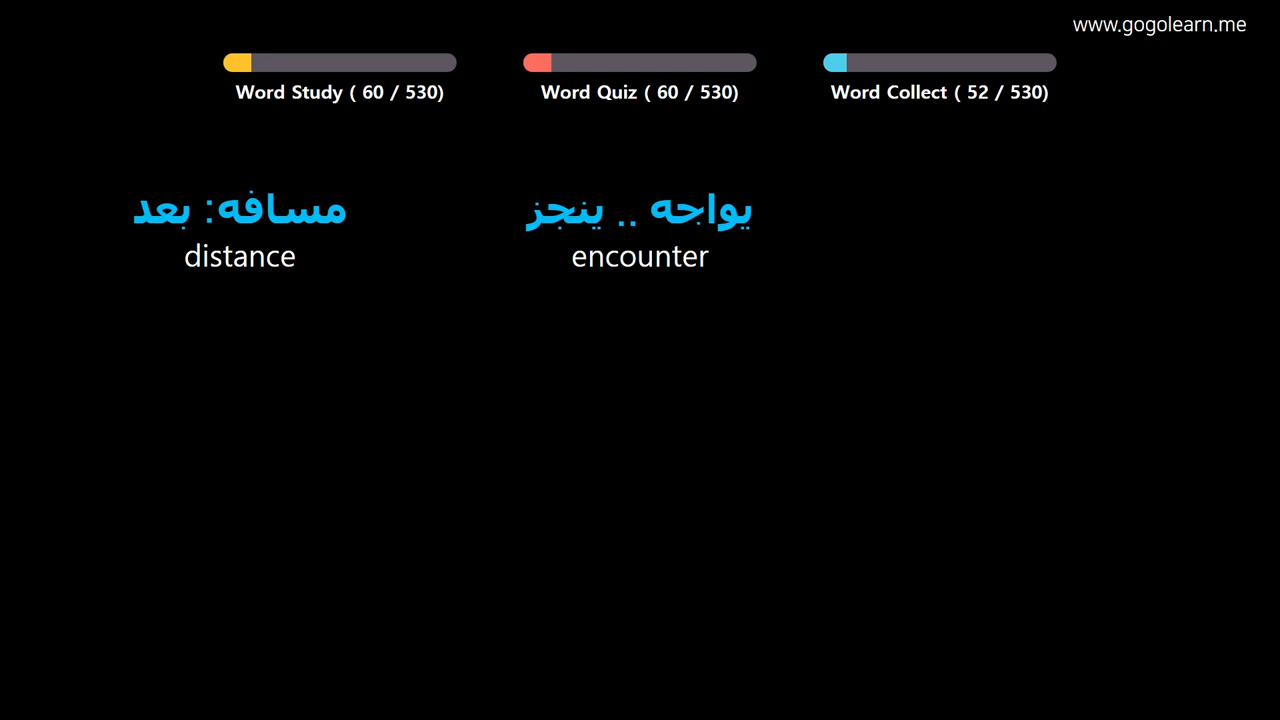 www.gogolearn.me
Word Study ( 60 / 530)
Word Quiz ( 60 / 530)
Word Collect ( 52 / 530)
مسافه: بعد
distance
يواجه .. ينجز
encounter